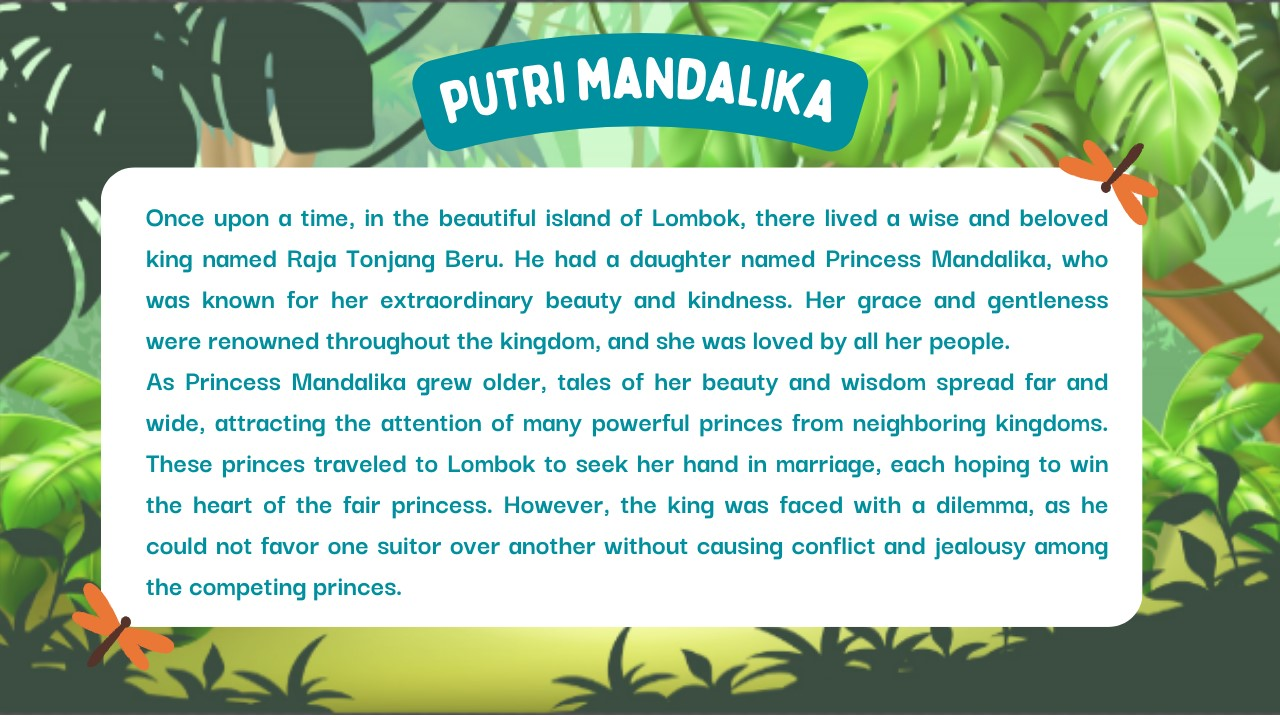 PUTRI MANDALIKA
Once upon a time, in the beautiful island of Lombok, there lived a wise and beloved
king named Raja Tonjang Beru. He had a daughter named Princess Mandalika, who
was known for her extraordinary beauty and kindness. Her grace and gentleness
were renowned throughout the kingdom, and she was loved by all her people.
As Princess Mandalika grew older, tales of her beauty and wisdom spread far and
wide, attracting the attention of many powerful princes from neighboring kingdoms.
These princes traveled to Lombok to seek her hand in marriage, each hoping to win
the heart of the fair princess. However, the king was faced with a dilemma, as he
could not favor one suitor over another without causing conflict and jealousy among
the competing princes.